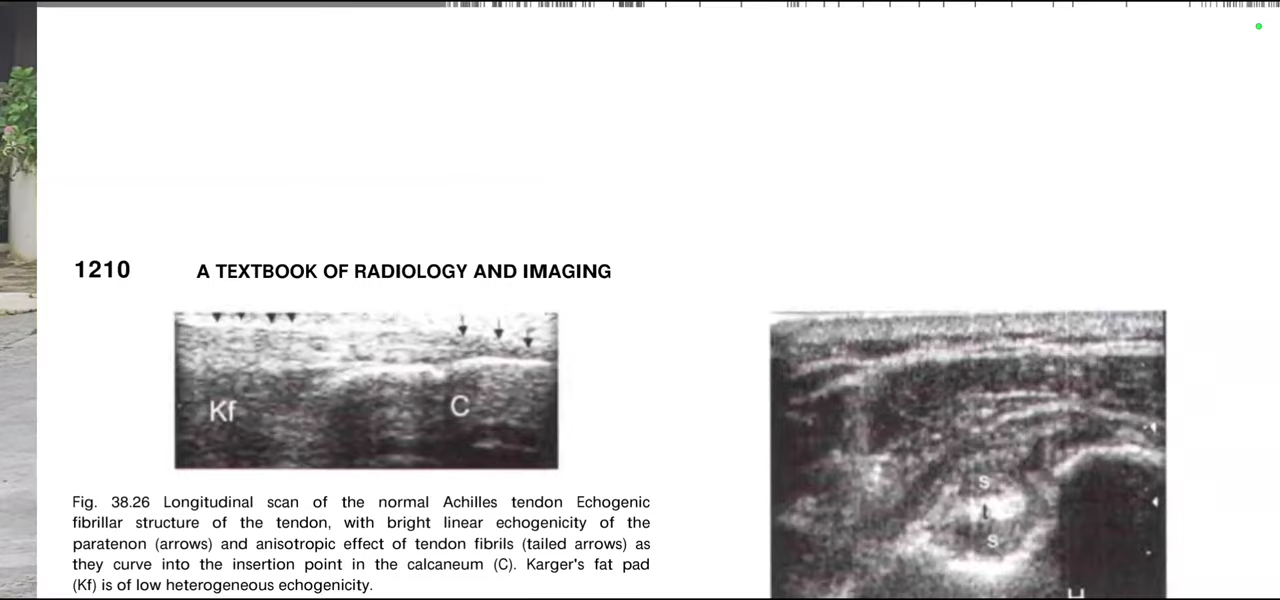 1210 A TEXTBOOK OF RADIOLOGY AND IMAGING
Kf
C
Fig. 38.26 Longitudinal scan of the normal Achilles tendon Echogenic
fibrillar structure of the tendon, with bright linear echogenicity of the
paratenon (arrows) and anisotropic effect of tendon fibrils (tailed arrows) as
they curve into the insertion point in the calcaneum (C). Karger's fat pad
(Kf) is of low heterogeneous echogenicity.
s
t
s
H